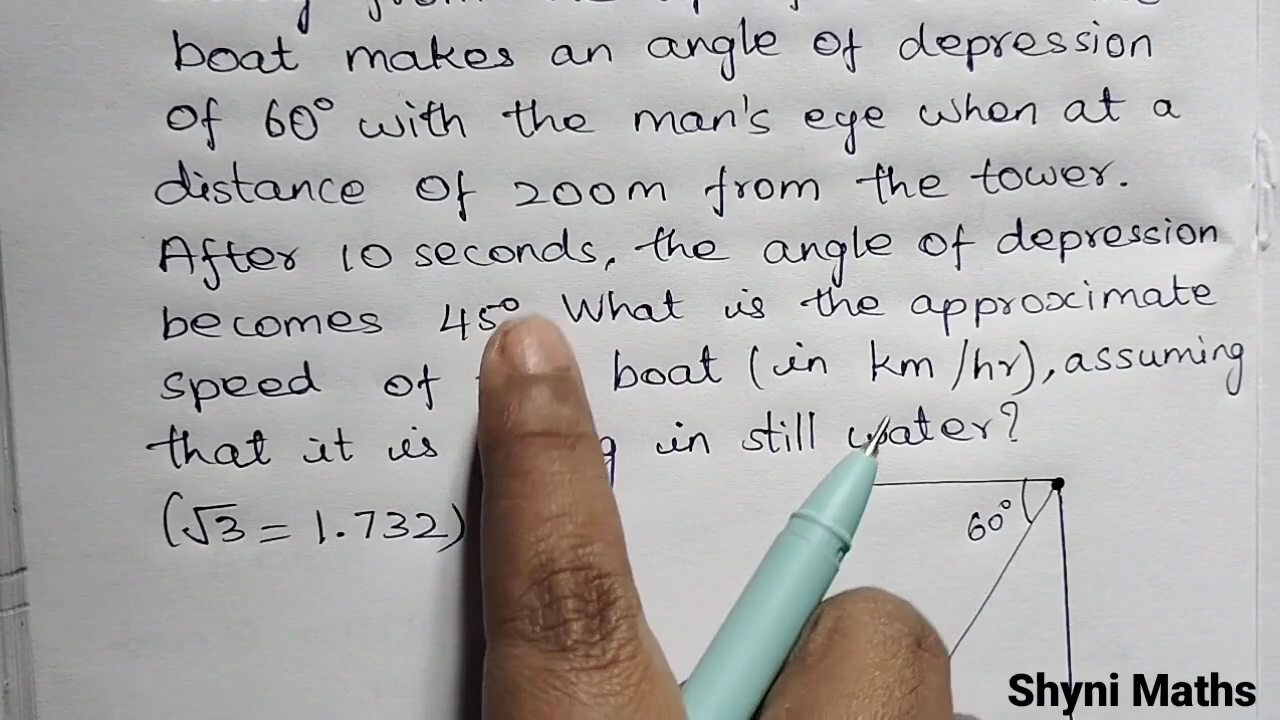 boat makes an angle of depression
of 60° with the man's eye when at a
distance of 200m from the tower.
After 10 seconds, the angle of depression
becomes 45° What is the approximate
speed of boat (in km/hr), assuming
that it is in still water?
(√3 = 1.732)
60°
Shyni Maths